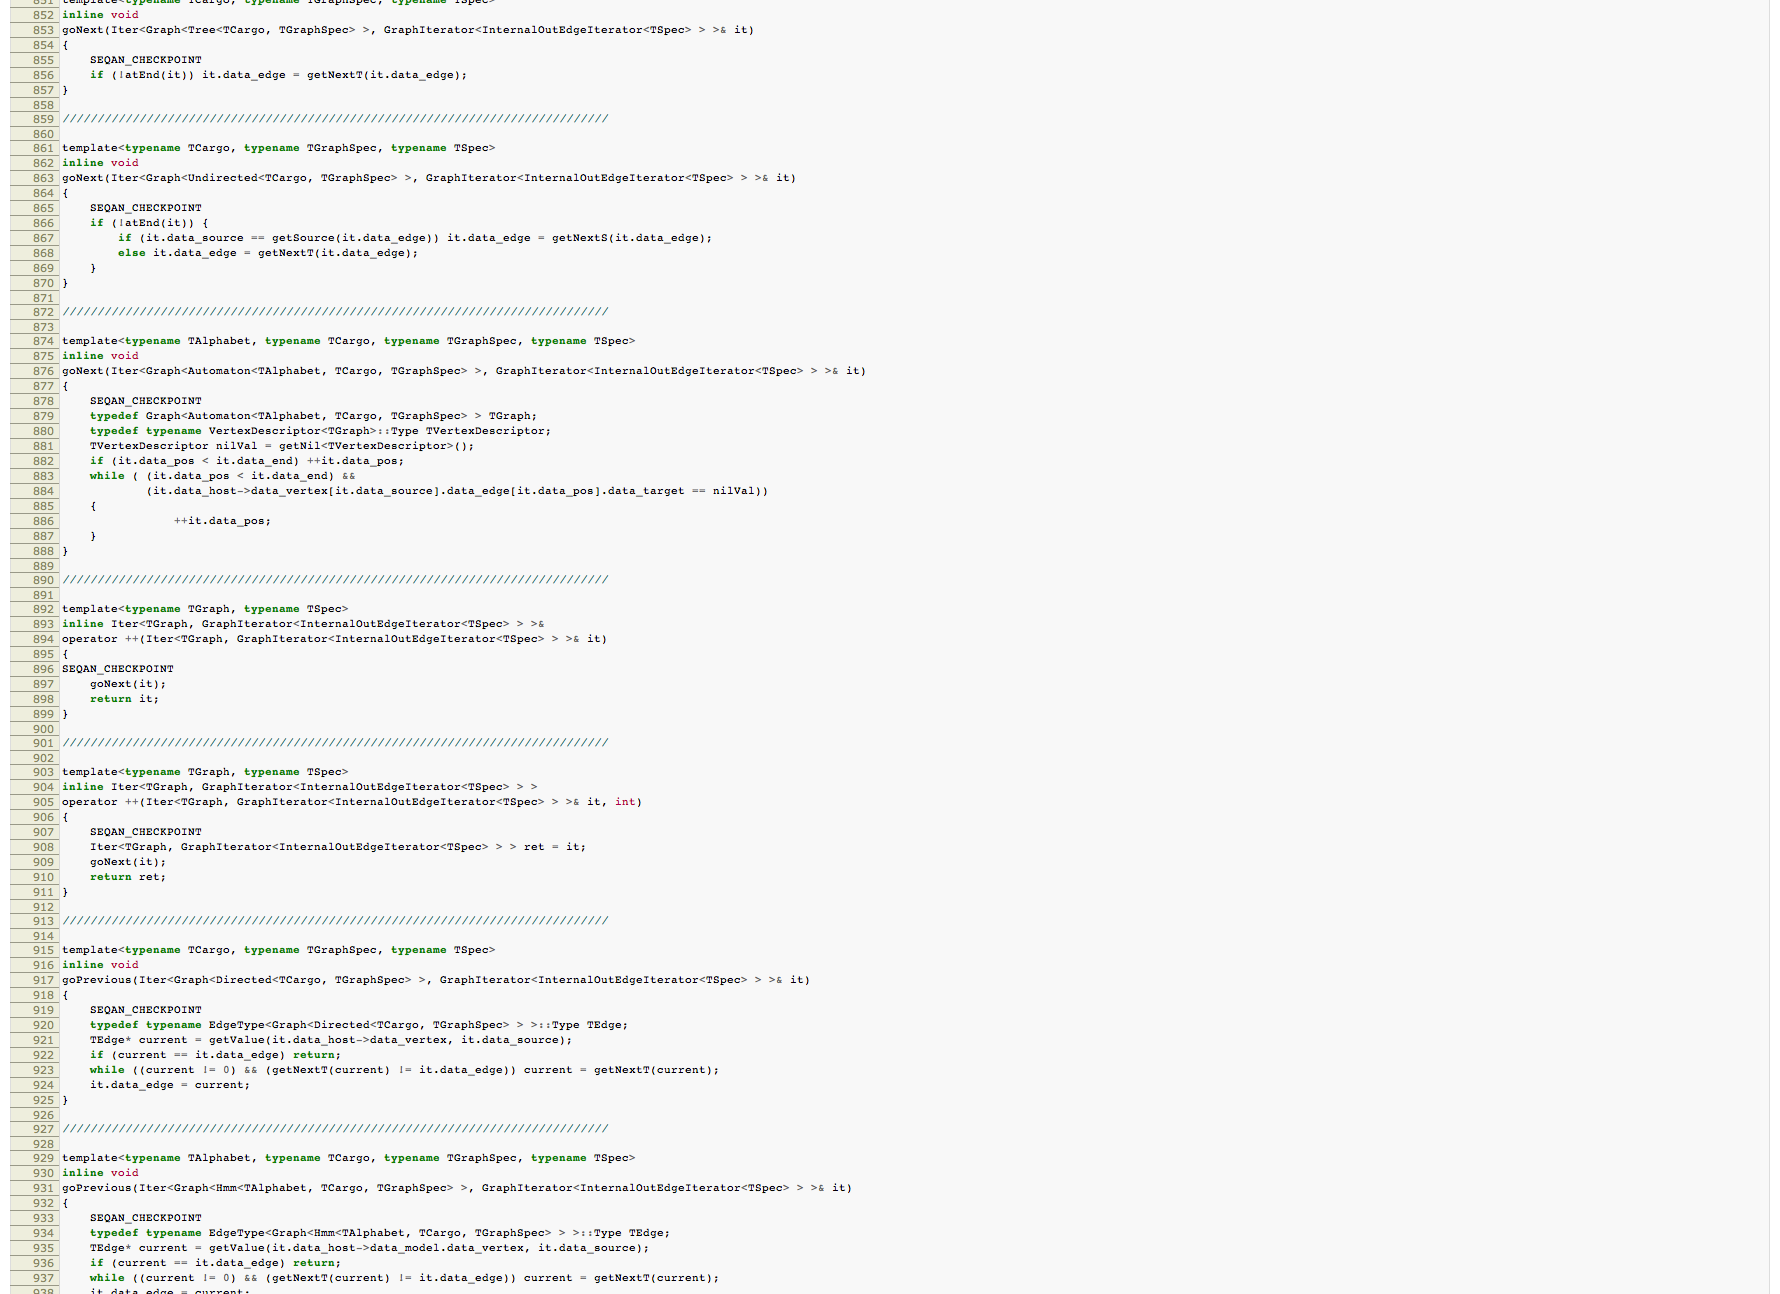 851 template<typename TCargo, typename TGraphSpec, typename TSpec>
852 inline void
853 goNext(Iter<Graph<Tree<TCargo, TGraphSpec> >, GraphIterator<InternalOutEdgeIterator<TSpec> > >& it)
854 {
855     SEQAN_CHECKPOINT
856     if (!atEnd(it)) it.data_edge = getNextT(it.data_edge);
857 }
858
859 //////////////////////////////////////////////////////////////////////////////
860
861 template<typename TCargo, typename TGraphSpec, typename TSpec>
862 inline void
863 goNext(Iter<Graph<Undirected<TCargo, TGraphSpec> >, GraphIterator<InternalOutEdgeIterator<TSpec> > >& it)
864 {
865     SEQAN_CHECKPOINT
866     if (!atEnd(it)) {
867         if (it.data_source == getSource(it.data_edge)) it.data_edge = getNextS(it.data_edge);
868         else it.data_edge = getNextT(it.data_edge);
869     }
870 }
871
872 //////////////////////////////////////////////////////////////////////////////
873
874 template<typename TAlphabet, typename TCargo, typename TGraphSpec, typename TSpec>
875 inline void
876 goNext(Iter<Graph<Automaton<TAlphabet, TCargo, TGraphSpec> >, GraphIterator<InternalOutEdgeIterator<TSpec> > >& it)
877 {
878     SEQAN_CHECKPOINT
879     typedef Graph<Automaton<TAlphabet, TCargo, TGraphSpec> > TGraph;
880     typedef typename VertexDescriptor<TGraph>::Type TVertexDescriptor;
881     TVertexDescriptor nilVal = getNil<TVertexDescriptor>();
882     if (it.data_pos < it.data_end) ++it.data_pos;
883     while ( (it.data_pos < it.data_end) &&
884             (it.data_host->data_vertex[it.data_source].data_edge[it.data_pos].data_target == nilVal))
885     {
886                 ++it.data_pos;
887     }
888 }
889
890 //////////////////////////////////////////////////////////////////////////////
891
892 template<typename TGraph, typename TSpec>
893 inline Iter<TGraph, GraphIterator<InternalOutEdgeIterator<TSpec> > >&
894 operator ++(Iter<TGraph, GraphIterator<InternalOutEdgeIterator<TSpec> > >& it)
895 {
896 SEQAN_CHECKPOINT
897     goNext(it);
898     return it;
899 }
900
901 //////////////////////////////////////////////////////////////////////////////
902
903 template<typename TGraph, typename TSpec>
904 inline Iter<TGraph, GraphIterator<InternalOutEdgeIterator<TSpec> > >
905 operator ++(Iter<TGraph, GraphIterator<InternalOutEdgeIterator<TSpec> > >& it, int)
906 {
907     SEQAN_CHECKPOINT
908     Iter<TGraph, GraphIterator<InternalOutEdgeIterator<TSpec> > > ret = it;
909     goNext(it);
910     return ret;
911 }
912
913 //////////////////////////////////////////////////////////////////////////////
914
915 template<typename TCargo, typename TGraphSpec, typename TSpec>
916 inline void
917 goPrevious(Iter<Graph<Directed<TCargo, TGraphSpec> >, GraphIterator<InternalOutEdgeIterator<TSpec> > >& it)
918 {
919     SEQAN_CHECKPOINT
920     typedef typename EdgeType<Graph<Directed<TCargo, TGraphSpec> > >::Type TEdge;
921     TEdge* current = getValue(it.data_host->data_vertex, it.data_source);
922     if (current == it.data_edge) return;
923     while ((current != 0) && (getNextT(current) != it.data_edge)) current = getNextT(current);
924     it.data_edge = current;
925 }
926
927 //////////////////////////////////////////////////////////////////////////////
928
929 template<typename TAlphabet, typename TCargo, typename TGraphSpec, typename TSpec>
930 inline void
931 goPrevious(Iter<Graph<Hmm<TAlphabet, TCargo, TGraphSpec> >, GraphIterator<InternalOutEdgeIterator<TSpec> > >& it)
932 {
933     SEQAN_CHECKPOINT
934     typedef typename EdgeType<Graph<Hmm<TAlphabet, TCargo, TGraphSpec> > >::Type TEdge;
935     TEdge* current = getValue(it.data_host->data_model.data_vertex, it.data_source);
936     if (current == it.data_edge) return;
937     while ((current != 0) && (getNextT(current) != it.data_edge)) current = getNextT(current);
938     it.data_edge = current;